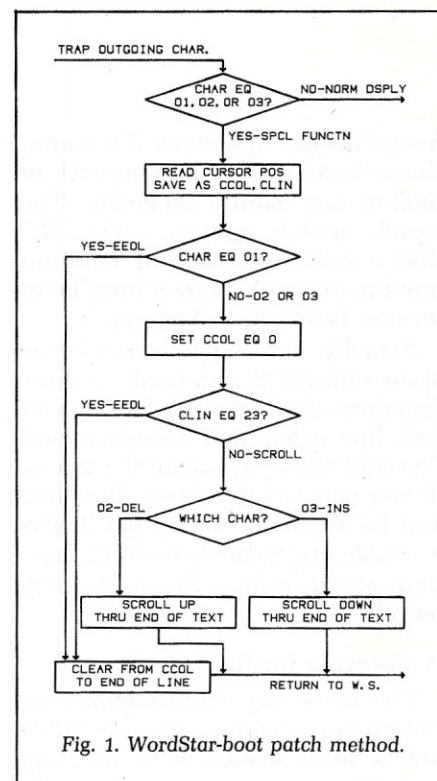 TRAP OUTGOING CHAR.
CHAR EQ
01, 02, OR 03?
NO-NORM DSPLY
YES-SPCL FUNCTN
READ CURSOR POS
SAVE AS CCOL, CLIN
YES-EEOL
CHAR EQ 01?
NO-02 OR 03
SET CCOL EQ 0
YES-EEOL
CLIN EQ 23?
NO-SCROLL
02-DEL
WHICH CHAR?
03-INS
SCROLL UP
THRU END OF TEXT
SCROLL DOWN
THRU END OF TEXT
CLEAR FROM CCOL
TO END OF LINE
RETURN TO W.S.
Fig. 1. WordStar-boot patch method.